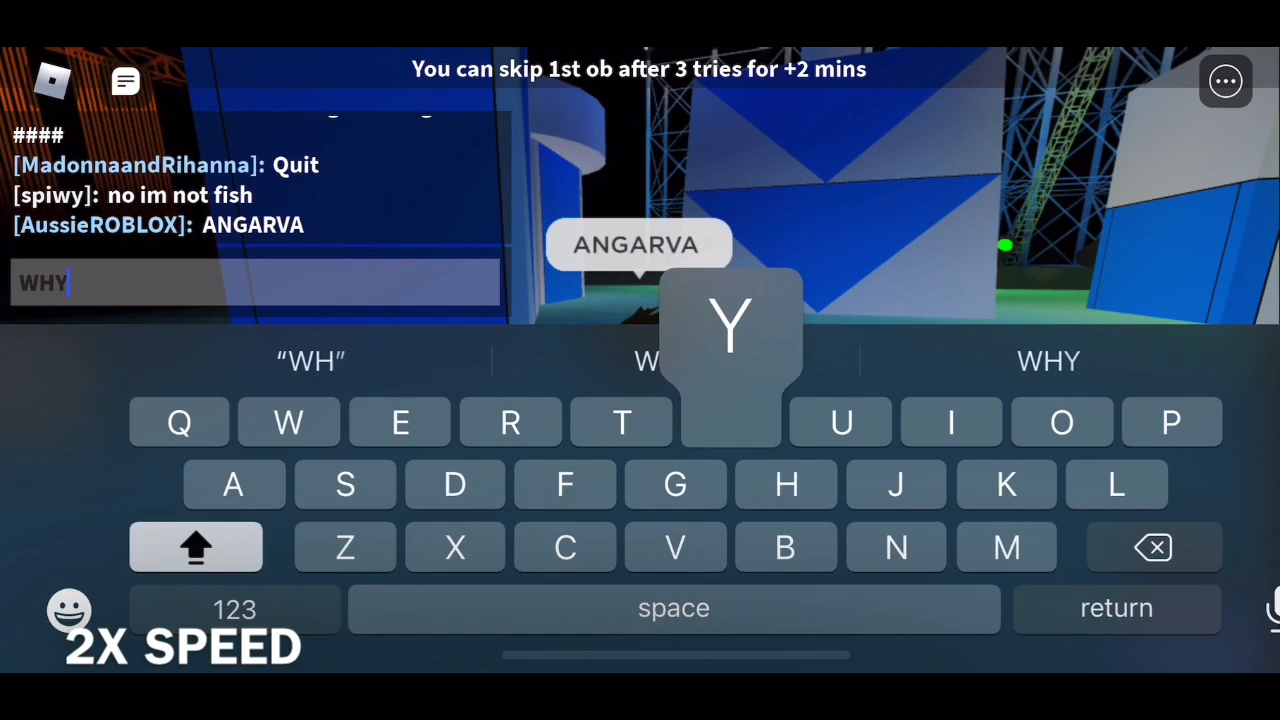 You can skip 1st ob after 3 tries for +2 mins
####
[MadonnaandRihanna]: Quit
[spiwy]: no im not fish
[AussieROBLOX]: ANGARVA
ANGARVA
WHY
Y
“WH” WHY
Q W E R T U I O P
A S D F G H J K L
Z X C V B N M
123 space return
2X SPEED